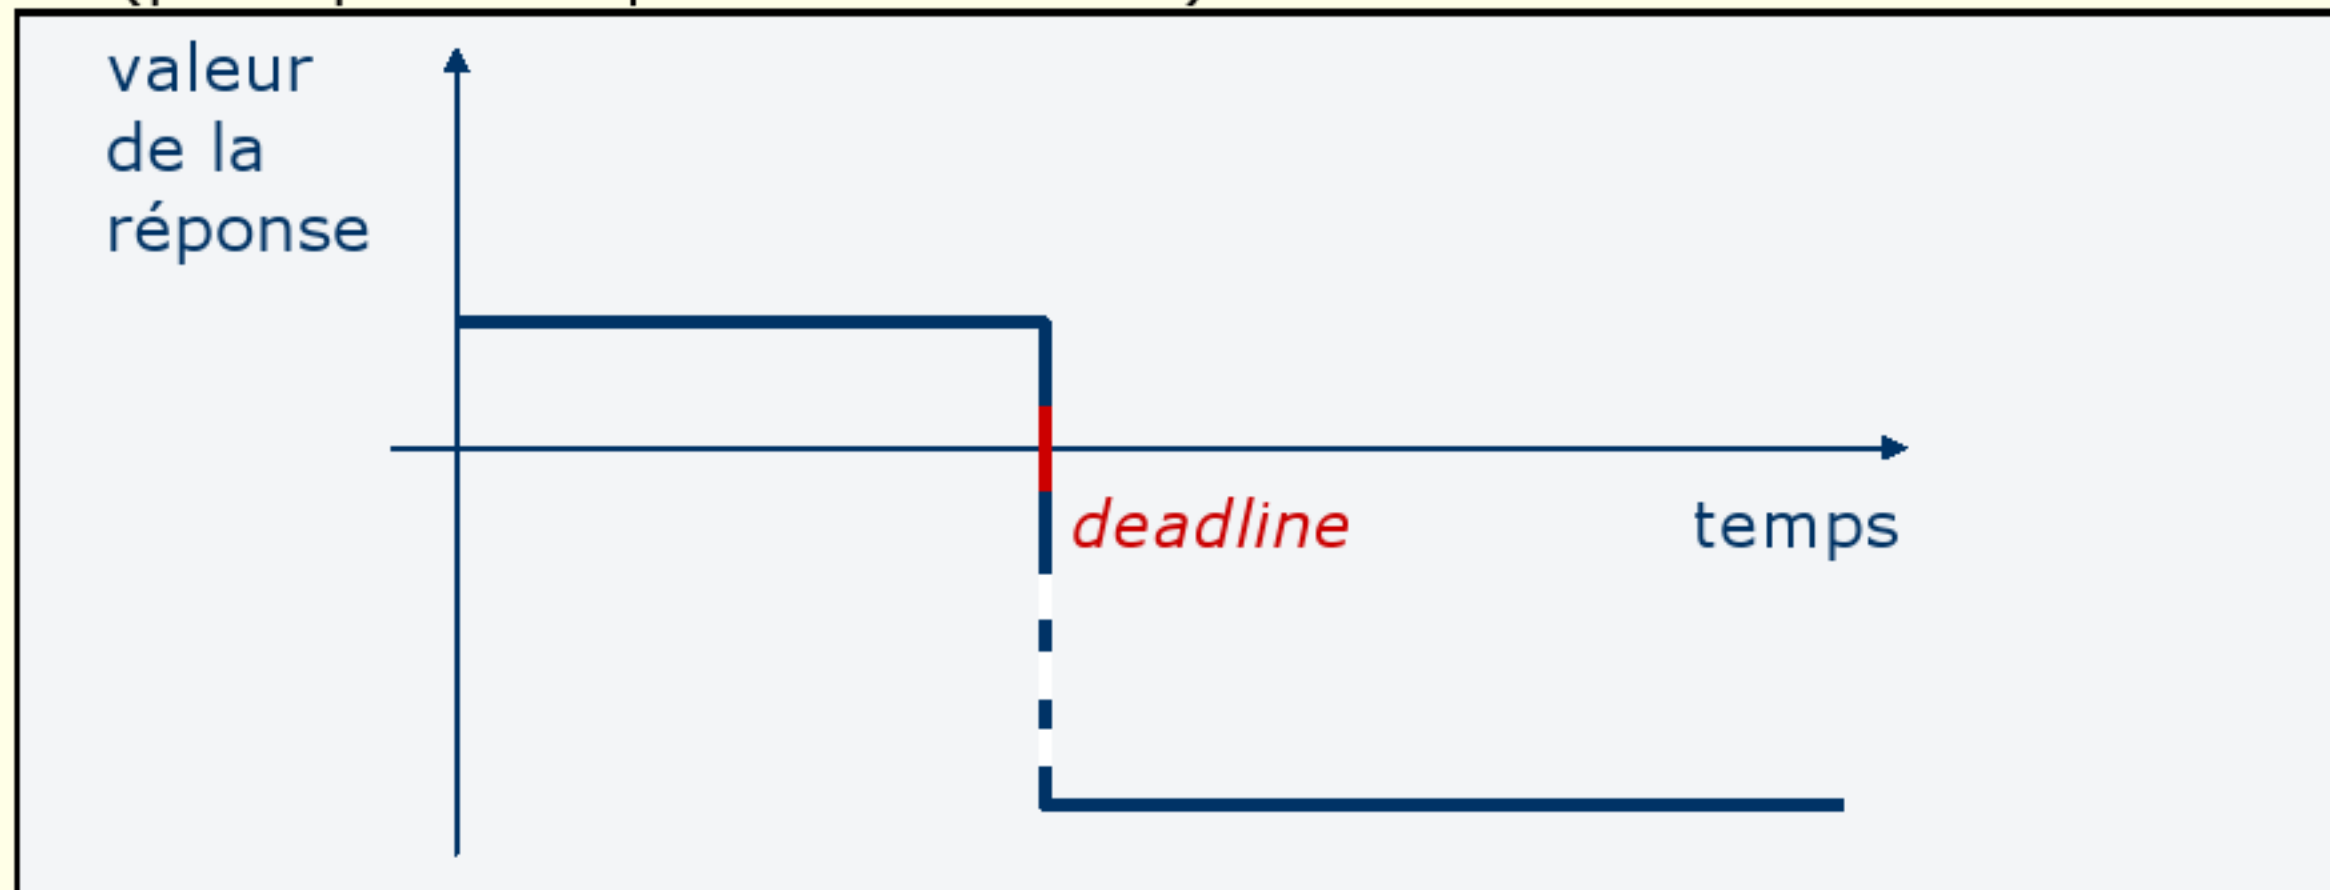 valeur
de la
réponse
deadline
temps